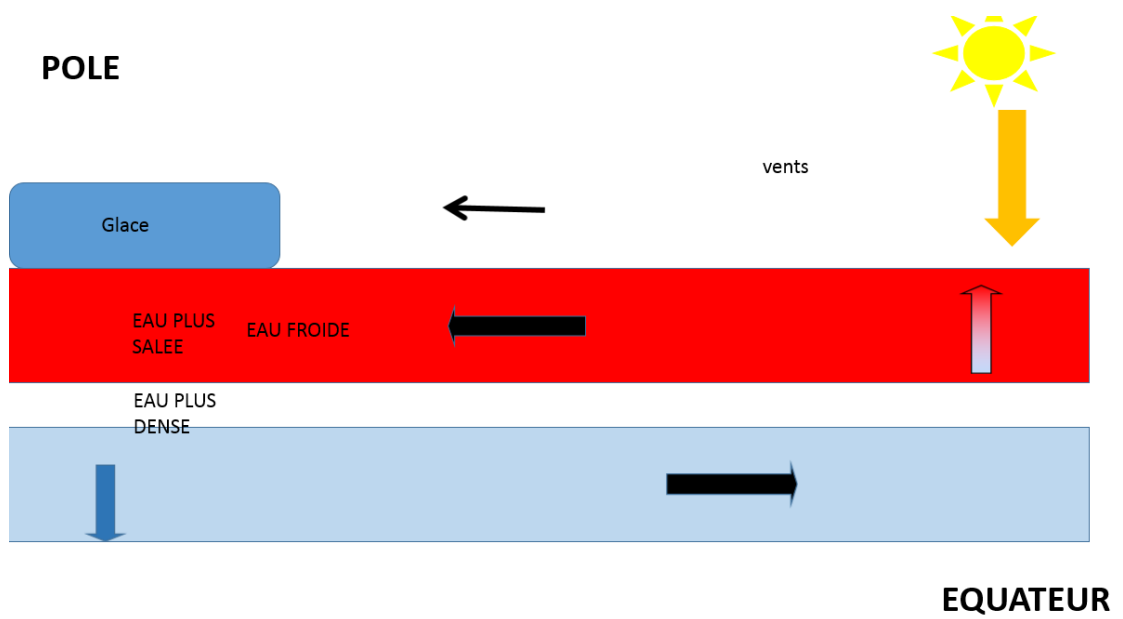 POLE
vents
Glace
EAU PLUS
SALEE
EAU FROIDE
EAU PLUS
DENSE
EQUATEUR